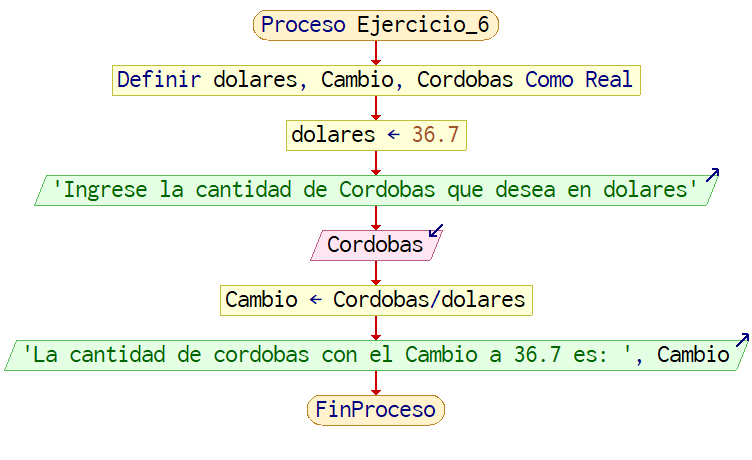 Proceso Ejercicio_6
Definir dolares, Cambio, Cordobas Como Real
dolares ← 36.7
'Ingrese la cantidad de Cordobas que desea en dolares'
Cordobas
Cambio ← Cordobas/dolares
'La cantidad de cordobas con el Cambio a 36.7 es: ', Cambio
FinProceso